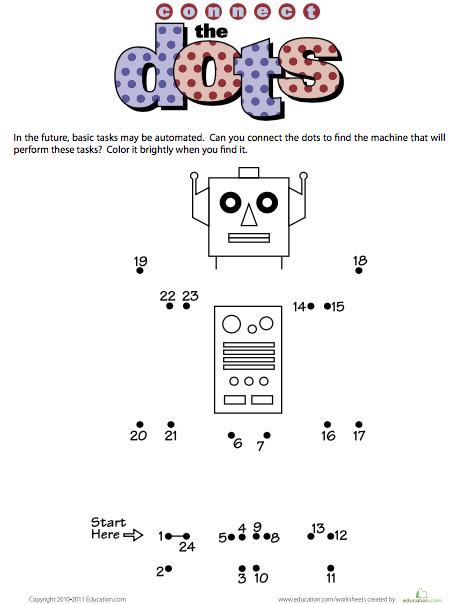 connect
the
dots
In the future, basic tasks may be automated. Can you connect the dots to find the machine that will
perform these tasks? Color it brightly when you find it.
19
18
22 23
14 15
20 21 6 7 16 17
Start
Here 1 24 5 4 9 8 13 12
2 3 10 11
Copyright 2010-2011 Education.com
www.education.com/worksheets created by: education.com